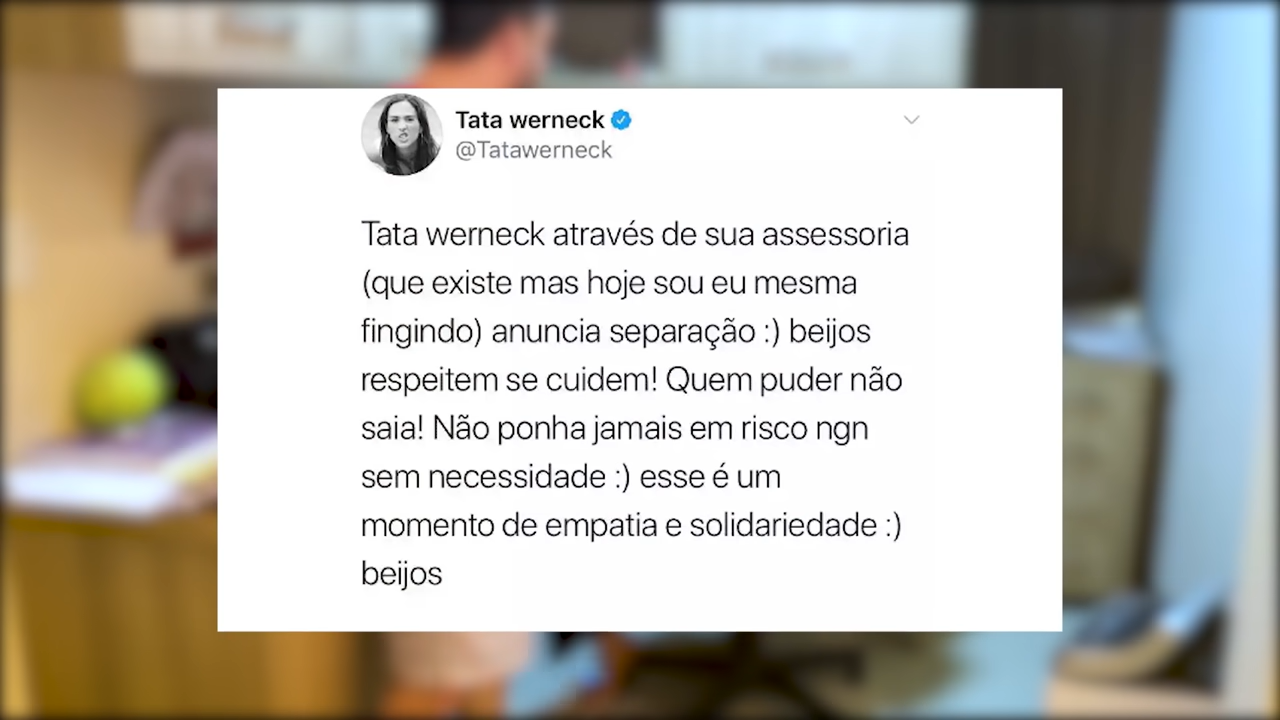 Tata werneck
@Tatawerneck
Tata werneck através de sua assessoria
(que existe mas hoje sou eu mesma
fingindo) anuncia separação :) beijos
respeitem se cuidem! Quem puder não
saia! Não ponha jamais em risco ngn
sem necessidade :) esse é um
momento de empatia e solidariedade :)
beijos